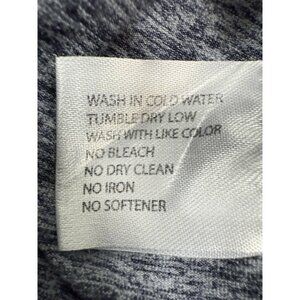 WASH IN COLD WATER
TUMBLE DRY LOW
WASH WITH LIKE COLOR
NO BLEACH
NO DRY CLEAN
NO IRON
NO SOFTENER